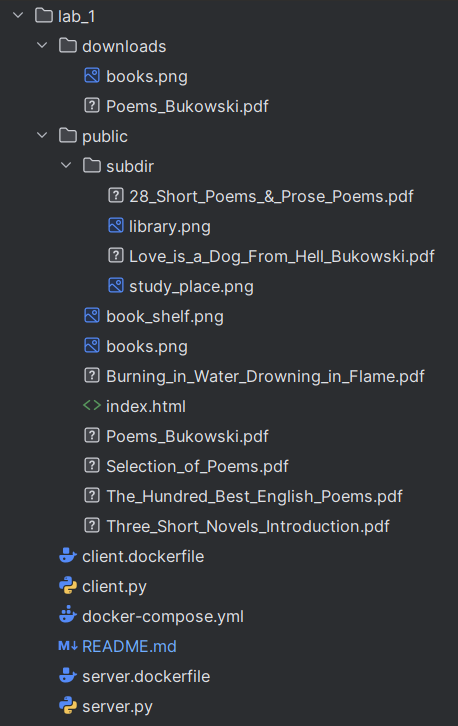 lab_1
downloads
books.png
Poems_Bukowski.pdf
public
subdir
28_Short_Poems_&_Prose_Poems.pdf
library.png
Love_is_a_Dog_From_Hell_Bukowski.pdf
study_place.png
book_shelf.png
books.png
Burning_in_Water_Drowning_in_Flame.pdf
index.html
Poems_Bukowski.pdf
Selection_of_Poems.pdf
The_Hundred_Best_English_Poems.pdf
Three_Short_Novels_Introduction.pdf
client.dockerfile
client.py
docker-compose.yml
M↓ README.md
server.dockerfile
server.py